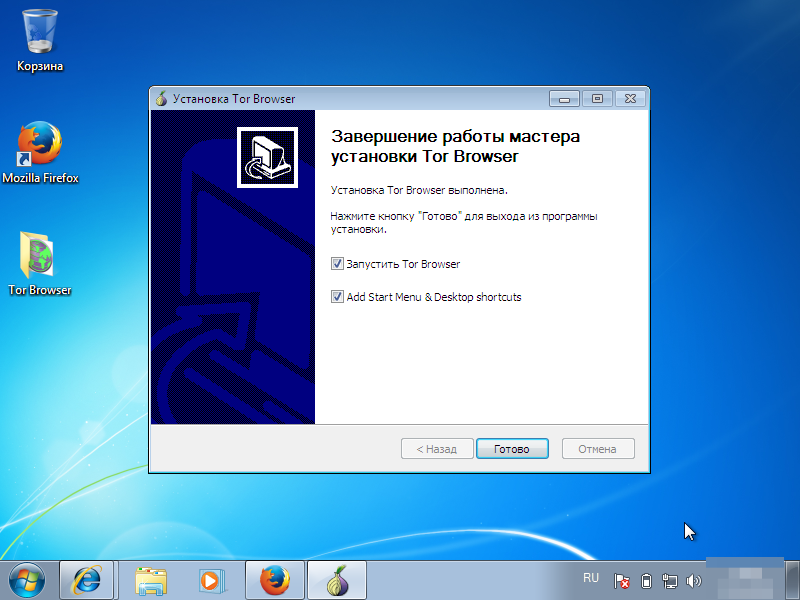 Корзина
Mozilla Firefox
Tor Browser
Установка Tor Browser
Завершение работы мастера
установки Tor Browser
Установка Tor Browser выполнена.
Нажмите кнопку "Готово" для выхода из программы
установки.
Запустить Tor Browser
Add Start Menu & Desktop shortcuts
< Назад
Готово
Отмена
RU